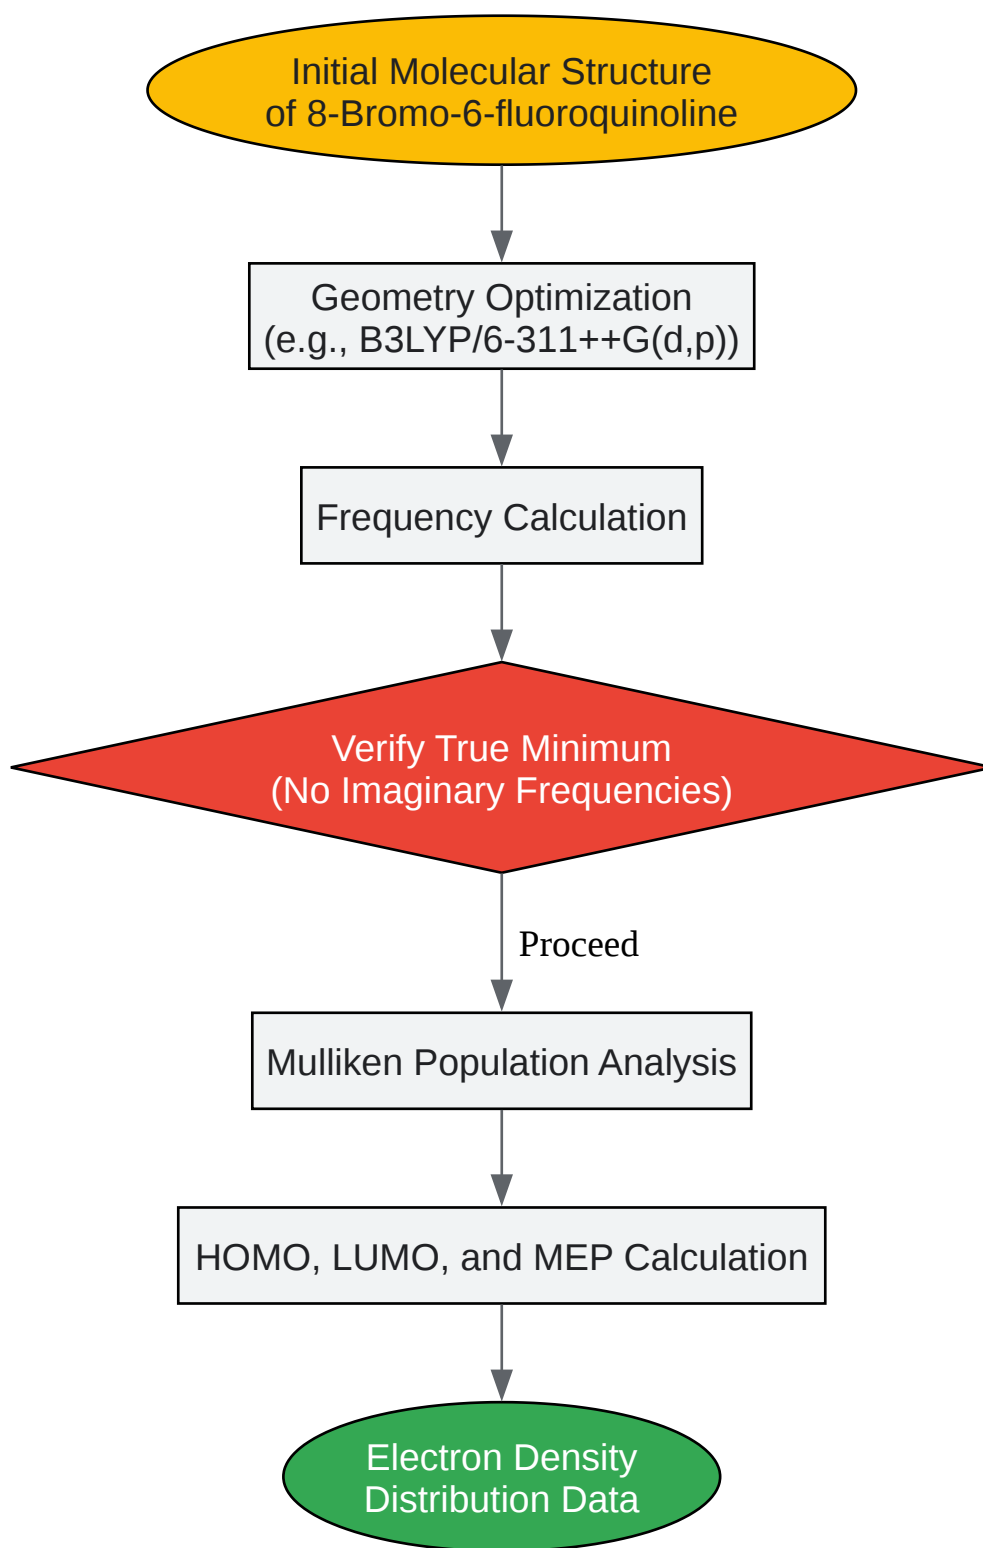 Initial Molecular Structure
of 8-Bromo-6-fluoroquinoline
Geometry Optimization
(e.g., B3LYP/6-311++G(d,p))
Frequency Calculation
Verify True Minimum
(No Imaginary Frequencies)
Proceed
Mulliken Population Analysis
HOMO, LUMO, and MEP Calculation
Electron Density
Distribution Data